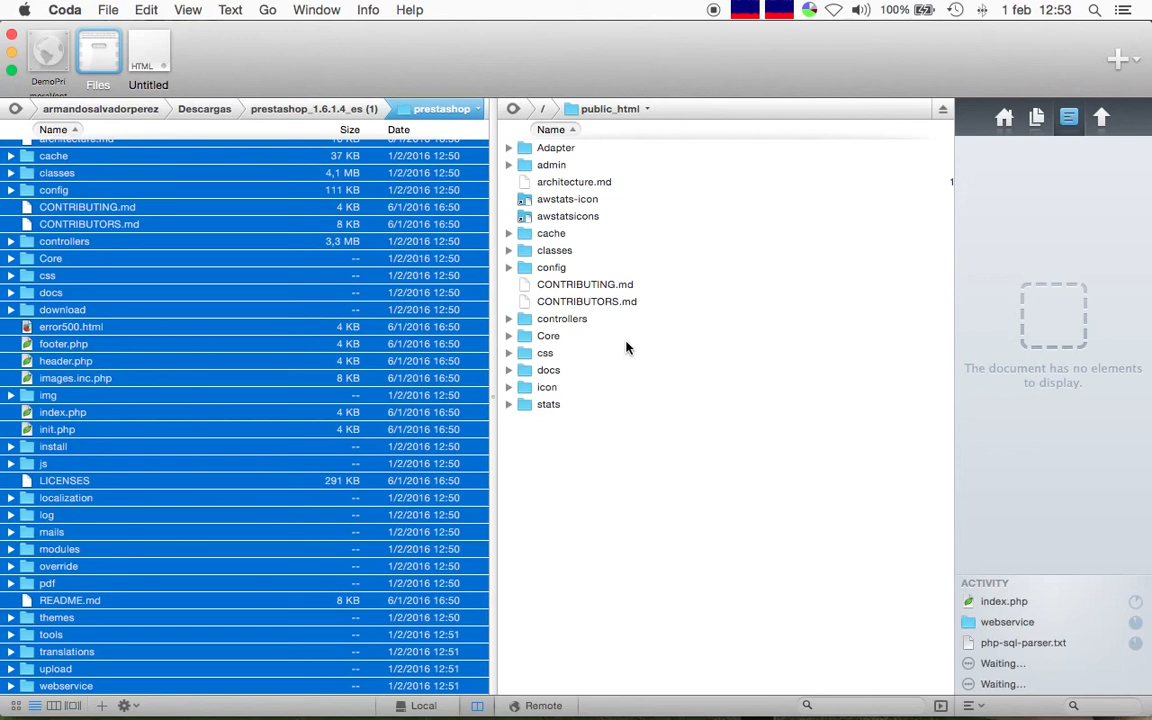 Coda File Edit View Text Go Window Info Help 100% 1 feb 12:53
HTML
DemoPri
Files
Untitled
armandosalvadorperez Descargas prestashop_1.6.1.4_es (1) prestashop
/ public_html
Name Size Date
Name
cache 37 KB 1/2/2016 12:50
classes 4,1 MB 1/2/2016 12:50
config 111 KB 1/2/2016 12:50
CONTRIBUTING.md 4 KB 6/1/2016 16:50
CONTRIBUTORS.md 8 KB 6/1/2016 16:50
controllers 3,3 MB 1/2/2016 12:50
Core -- 1/2/2016 12:50
css -- 1/2/2016 12:50
docs -- 1/2/2016 12:50
download -- 1/2/2016 12:50
error500.html 4 KB 6/1/2016 16:50
footer.php 4 KB 6/1/2016 16:50
header.php 4 KB 6/1/2016 16:50
images.inc.php 8 KB 6/1/2016 16:50
img -- 1/2/2016 12:50
index.php 4 KB 6/1/2016 16:50
init.php 4 KB 6/1/2016 16:50
install -- 1/2/2016 12:50
js -- 1/2/2016 12:50
LICENSES 291 KB 6/1/2016 16:50
localization -- 1/2/2016 12:50
log -- 1/2/2016 12:50
mails -- 1/2/2016 12:50
modules -- 1/2/2016 12:50
override -- 1/2/2016 12:50
pdf -- 1/2/2016 12:50
README.md 8 KB 6/1/2016 16:50
themes -- 1/2/2016 12:50
tools -- 1/2/2016 12:51
translations -- 1/2/2016 12:51
upload -- 1/2/2016 12:51
webservice -- 1/2/2016 12:51
Adapter
admin
architecture.md 1
awstats-icon
awstatsicons
cache
classes
config
CONTRIBUTING.md
CONTRIBUTORS.md
controllers
Core
css
docs
icon
stats
The document has no elements
to display.
ACTIVITY
index.php
webservice
php-sql-parser.txt
Waiting...
Waiting...
Local
Remote